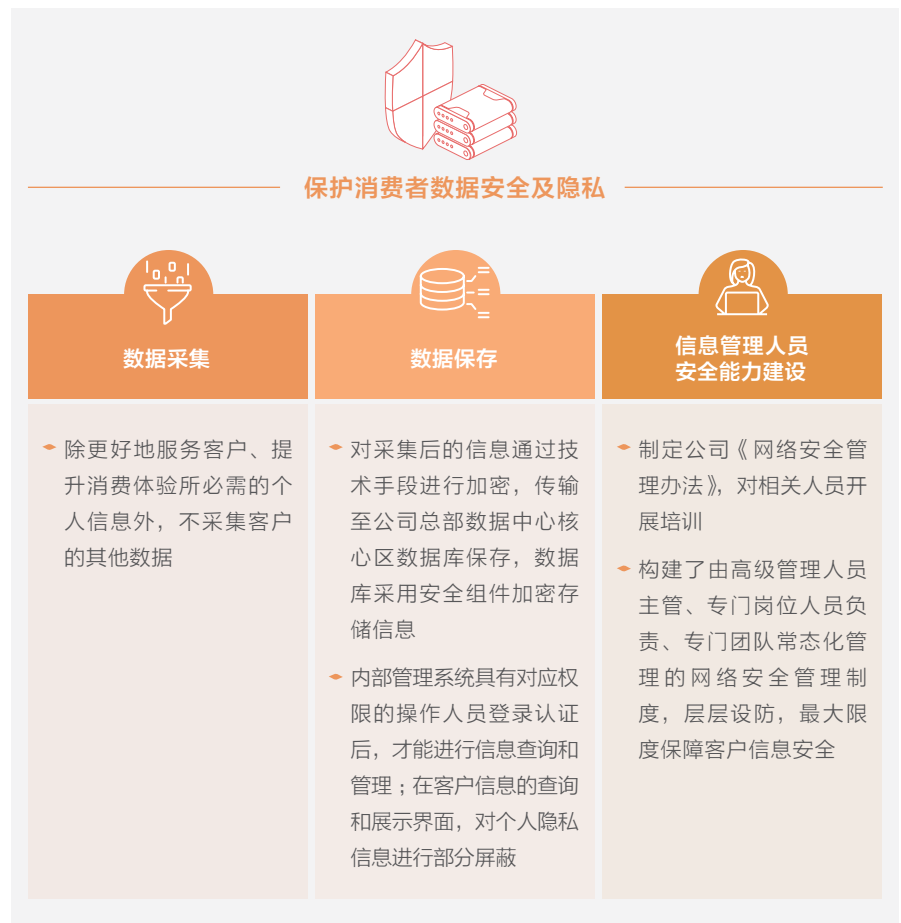 保护消费者数据安全及隐私
数据采集
除更好地服务客户、提
升消费体验所必需的个
人信息外，不采集客户
的其他数据
数据保存
对采集后的信息通过技
术手段进行加密，传输
至公司总部数据中心核
心区数据库保存，数据
库采用安全组件加密存
储信息
内部管理系统具有对应权
限的操作人员登录认证
后，才能进行信息查询和
管理；在客户信息的查询
和展示界面，对个人隐私
信息进行部分屏蔽
信息管理人员
安全能力建设
制定公司《网络安全管
理办法》，对相关人员开
展培训
构建了由高级管理人员
主管、专门岗位人员负
责、专门团队常态化管
理的网络安全管理制
度，层层设防，最大限
度保障客户信息安全